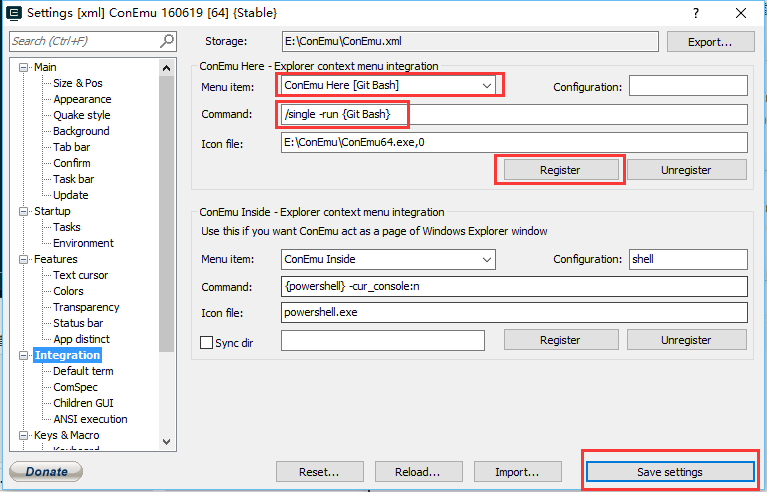 Settings [xml] ConEmu 160619 [64] {Stable}
Search (Ctrl+F)
Main
Size & Pos
Appearance
Quake style
Background
Tab bar
Confirm
Task bar
Update
Startup
Tasks
Environment
Features
Text cursor
Colors
Transparency
Status bar
App distinct
Integration
Default term
ComSpec
Children GUI
ANSI execution
Keys & Macro
Keyboard
Storage:
E:\ConEmu\ConEmu.xml
Export...
ConEmu Here - Explorer context menu integration
Menu item:
ConEmu Here [Git Bash]
Configuration:
Command:
/single -run {Git Bash}
Icon file:
E:\ConEmu\ConEmu64.exe,0
Register
Unregister
ConEmu Inside - Explorer context menu integration
Use this if you want ConEmu act as a page of Windows Explorer window
Menu item:
ConEmu Inside
Configuration:
shell
Command:
{powershell} -cur_console:n
Icon file:
powershell.exe
Sync dir
Register
Unregister
Donate
Reset...
Reload...
Import...
Save settings